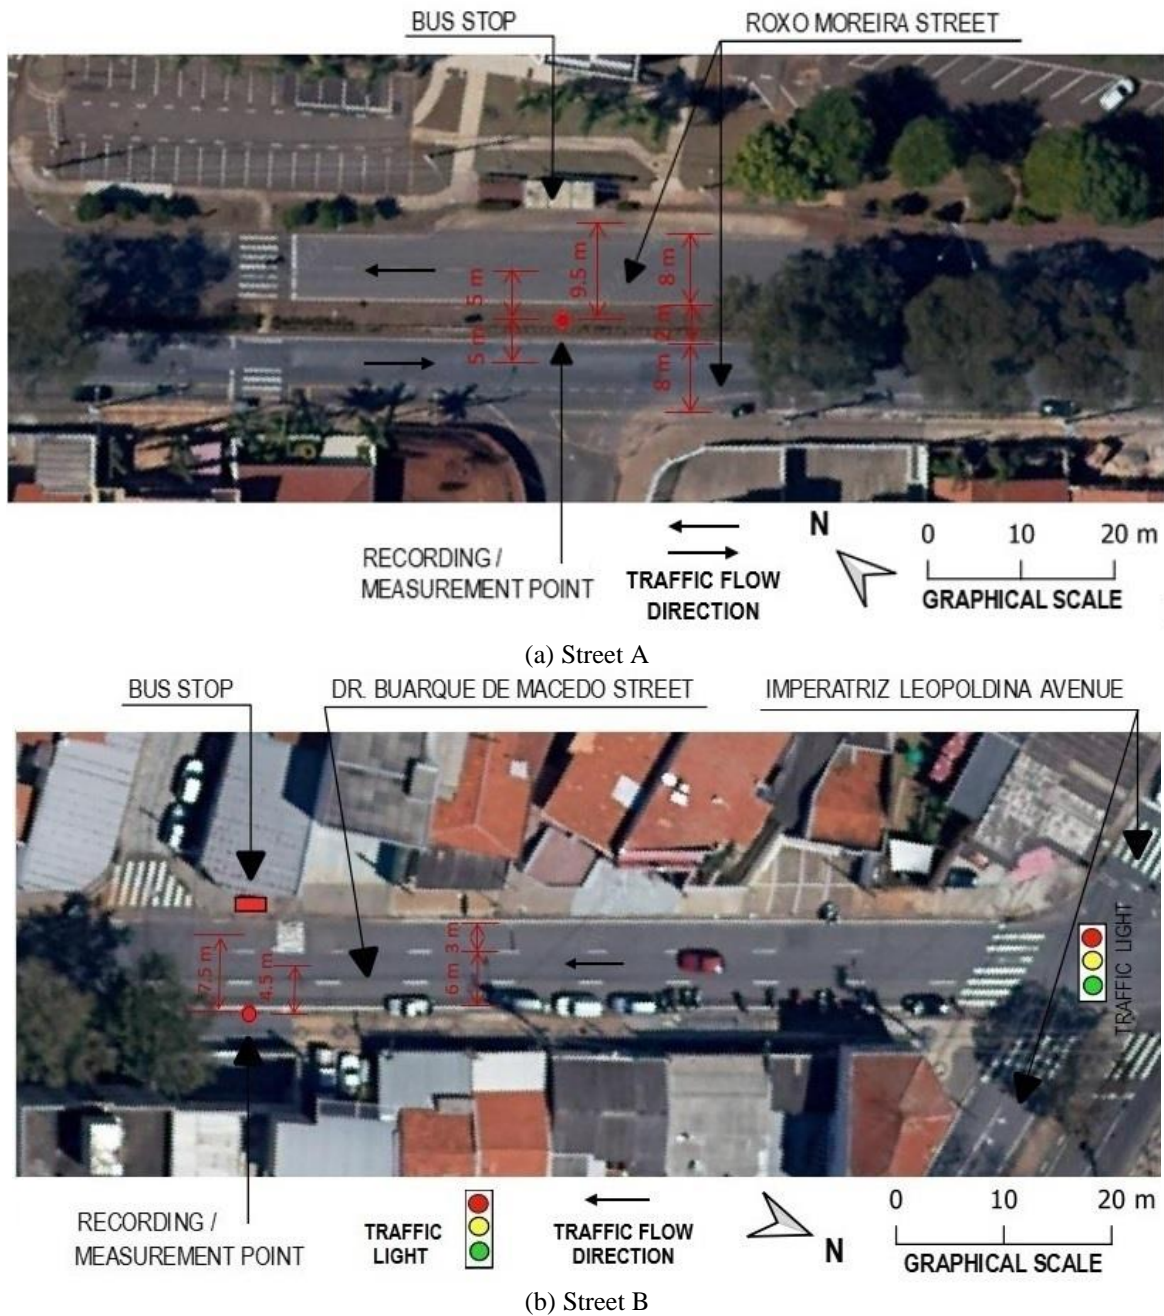 BUS STOP
ROXO MOREIRA STREET
9.5 m
8 m
5 m
2 m
5 m
8 m
RECORDING /
MEASUREMENT POINT
TRAFFIC FLOW
DIRECTION
N
0 10 20 m
GRAPHICAL SCALE
(a) Street A
BUS STOP
DR. BUARQUE DE MACEDO STREET
IMPERATRIZ LEOPOLDINA AVENUE
TRAFFIC LIGHT
3 m
7.5 m
4.5 m
6 m
RECORDING /
MEASUREMENT POINT
TRAFFIC
LIGHT
TRAFFIC FLOW
DIRECTION
N
0 10 20 m
GRAPHICAL SCALE
(b) Street B